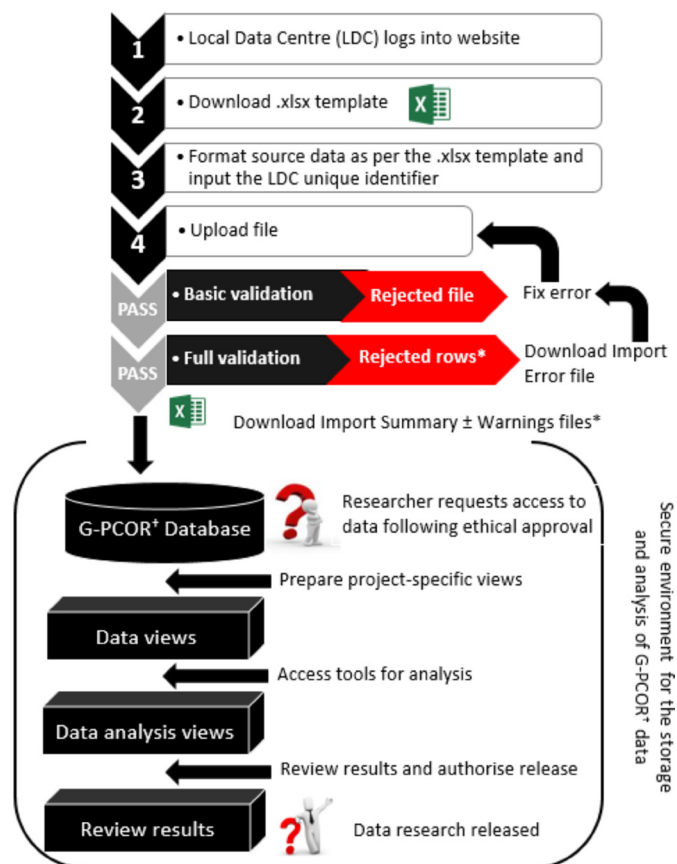 1
• Local Data Centre (LDC) logs into website
2
• Download .xlsx template
X
3
• Format source data as per the .xlsx template and
input the LDC unique identifier
4
• Upload file
PASS
• Basic validation
Rejected file
Fix error
PASS
• Full validation
Rejected rows*
Download Import
Error file
X
Download Import Summary ± Warnings files*
G-PCOR† Database
?
Researcher requests access to
data following ethical approval
Prepare project-specific views
Data views
Access tools for analysis
Data analysis views
Review results and authorise release
Review results
?
Data research released
Secure environment for the storage
and analysis of G-PCOR† data